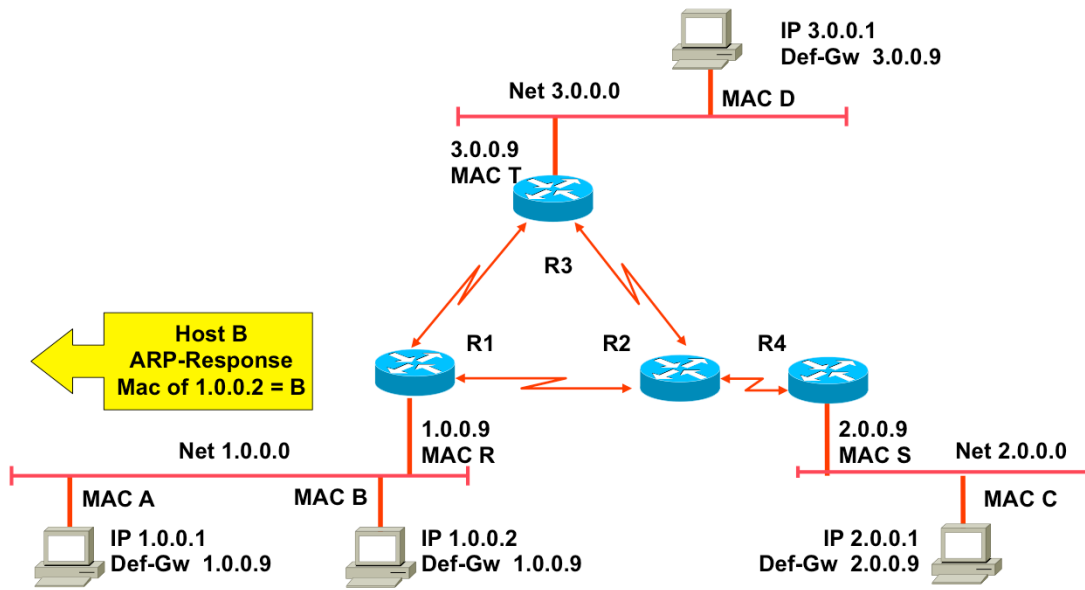 IP 3.0.0.1
Def-Gw 3.0.0.9
Net 3.0.0.0
MAC D
3.0.0.9
MAC T
R3
Host B
ARP-Response
Mac of 1.0.0.2 = B
R1
R2
R4
1.0.0.9
MAC R
2.0.0.9
MAC S
Net 1.0.0.0
Net 2.0.0.0
MAC A
MAC B
MAC C
IP 1.0.0.1
Def-Gw 1.0.0.9
IP 1.0.0.2
Def-Gw 1.0.0.9
IP 2.0.0.1
Def-Gw 2.0.0.9